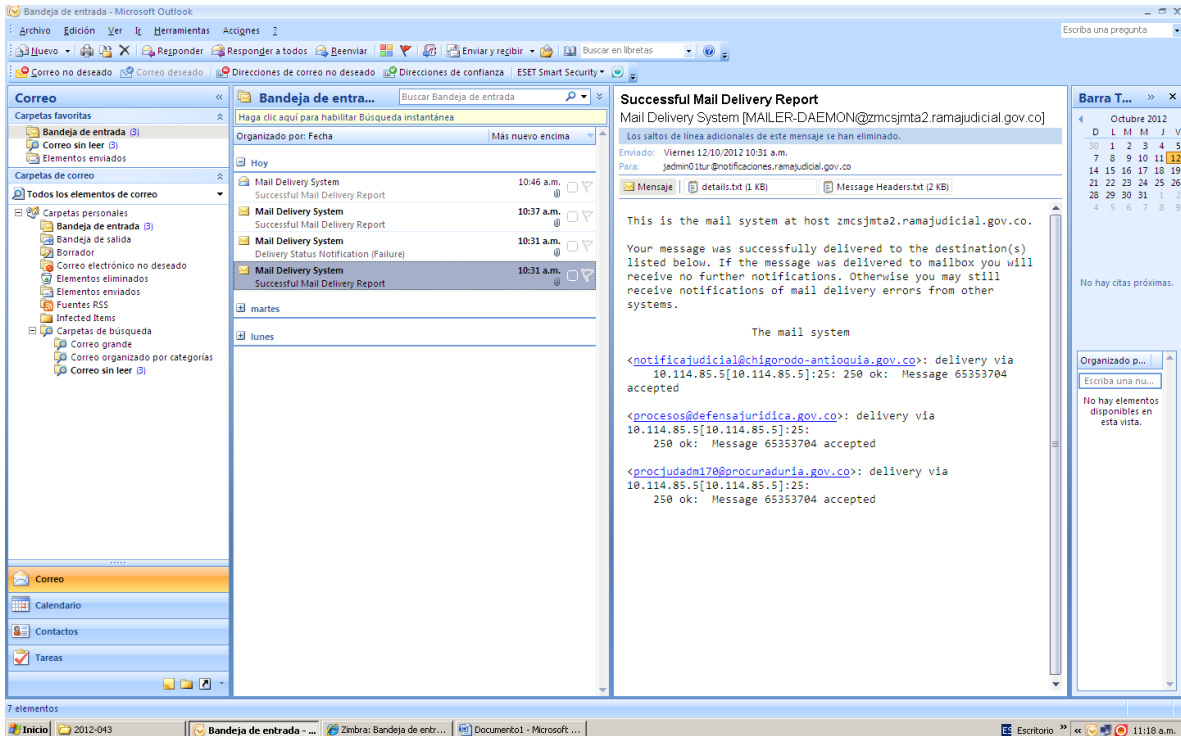 Bandeja de entrada - Microsoft Outlook
Archivo Edición Ver Ir Herramientas Acciones ?
Escriba una pregunta
Nuevo Responder Responder a todos Reenviar Enviar y recibir Buscar en libretas
Correo no deseado Correo deseado Direcciones de correo no deseado Direcciones de confianza ESET Smart Security
Correo
Carpetas favoritas
Bandeja de entrada (3)
Correo sin leer (3)
Elementos enviados
Carpetas de correo
Todos los elementos de correo
Carpetas personales
Bandeja de entrada (3)
Bandeja de salida
Borrador
Correo electrónico no deseado
Elementos eliminados
Elementos enviados
Fuentes RSS
Infected Items
Carpetas de búsqueda
Correo grande
Correo organizado por categorías
Correo sin leer (3)
Correo
Calendario
Contactos
Tareas
Bandeja de entra...
Buscar Bandeja de entrada
Haga clic aquí para habilitar Búsqueda instantánea
Organizado por: Fecha Más nuevo encima
Hoy
Mail Delivery System 10:46 a.m.
Successful Mail Delivery Report
Mail Delivery System 10:37 a.m.
Successful Mail Delivery Report
Mail Delivery System 10:31 a.m.
Delivery Status Notification (Failure)
Mail Delivery System 10:31 a.m.
Successful Mail Delivery Report
martes
lunes
Successful Mail Delivery Report
Mail Delivery System [MAILER-DAEMON@zmcsjmta2.ramajudicial.gov.co]
Los saltos de línea adicionales de este mensaje se han eliminado.
Enviado: Viernes 12/10/2012 10:31 a.m.
Para: jadmin01tur@notificaciones.ramajudicial.gov.co
Mensaje details.txt (1 KB) Message Headers.txt (2 KB)
This is the mail system at host zmcsjmta2.ramajudicial.gov.co.
Your message was successfully delivered to the destination(s)
listed below. If the message was delivered to mailbox you will
receive no further notifications. Otherwise you may still
receive notifications of mail delivery errors from other
systems.
The mail system
<notificajudicial@chigorodo-antioquia.gov.co>: delivery via
10.114.85.5[10.114.85.5]:25: 250 ok: Message 65353704
accepted
<procesos@defensajuridica.gov.co>: delivery via
10.114.85.5[10.114.85.5]:25:
250 ok: Message 65353704 accepted
<procjudadm170@procuraduria.gov.co>: delivery via
10.114.85.5[10.114.85.5]:25:
250 ok: Message 65353704 accepted
Barra T...
Octubre 2012
D L M M J V
30 1 2 3 4 5
7 8 9 10 11 12
14 15 16 17 18 19
21 22 23 24 25 26
28 29 30 31 1 2
4 5 6 7 8 9
No hay citas próximas.
Organizado p...
Escriba una nu...
No hay elementos
disponibles en
esta vista.
7 elementos
Inicio 2012-043 Bandeja de entrada - ... Zimbra: Bandeja de entr... Documento1 - Microsoft ... ES Escritorio 11:18 a.m.